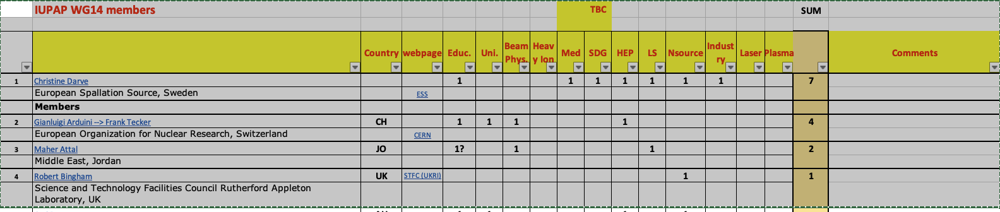 IUPAP WG14 members TBC SUM
Country webpage Educ. Uni. Beam Phys. Heavy Ion Med SDG HEP LS Nsource Industry Laser Plasma Comments
1 Christine Darve 1 1 1 1 1 1 1 7
European Spallation Source, Sweden ESS
Members
2 Gianluigi Arduini --> Frank Tecker CH 1 1 1 1 4
European Organization for Nuclear Research, Switzerland CERN
3 Maher Attal JO 1? 1 1 2
Middle East, Jordan
4 Robert Bingham UK STFC (UKRI) 1 1
Science and Technology Facilities Council Rutherford Appleton
Laboratory, UK